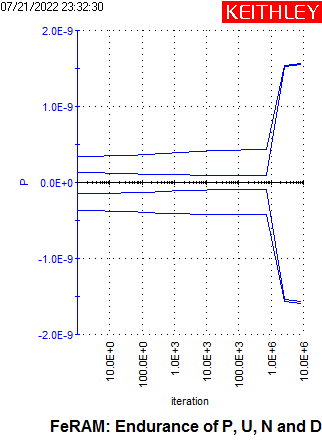 07/21/2022 23:32:30
KEITHLEY
2.0E-9
1.0E-9
P
0.0E+0
-1.0E-9
-2.0E-9
10.0E+0
100.0E+0
1.0E+3
10.0E+3
100.0E+3
1.0E+6
10.0E+6
iteration
FeRAM: Endurance of P, U, N and D